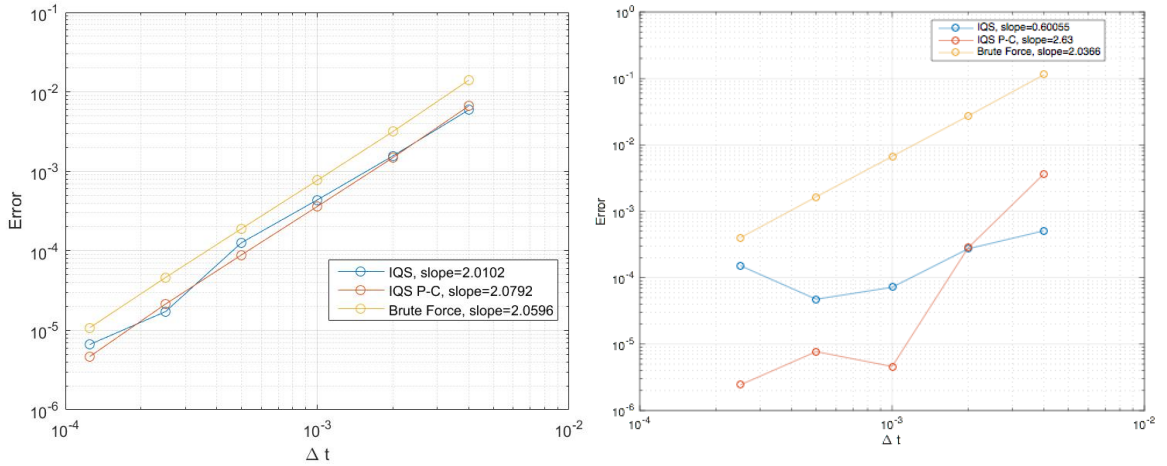 10^-1
10^-2
10^-3
10^-4
10^-5
10^-6
Error
10^-4
10^-3
10^-2
Δ t
IQS, slope=2.0102
IQS P-C, slope=2.0792
Brute Force, slope=2.0596
10^0
10^-1
10^-2
10^-3
10^-4
10^-5
10^-6
Error
10^-4
10^-3
10^-2
Δ t
IQS, slope=0.60055
IQS P-C, slope=2.63
Brute Force, slope=2.0366